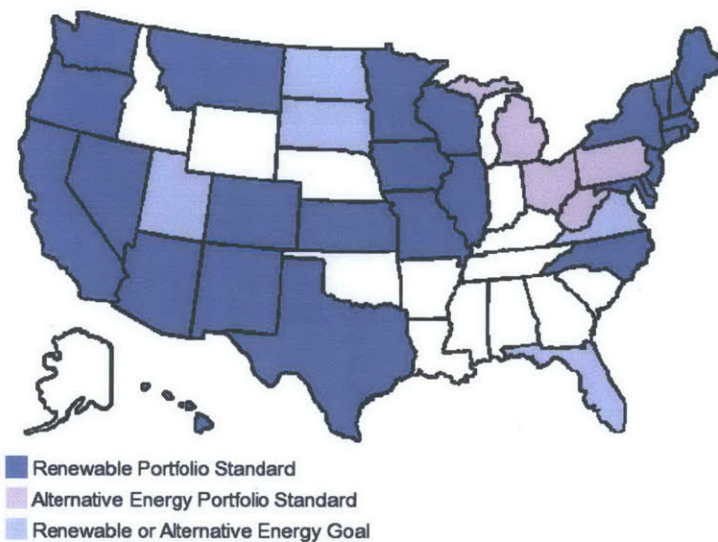 Renewable Portfolio Standard
Alternative Energy Portfolio Standard
Renewable or Alternative Energy Goal